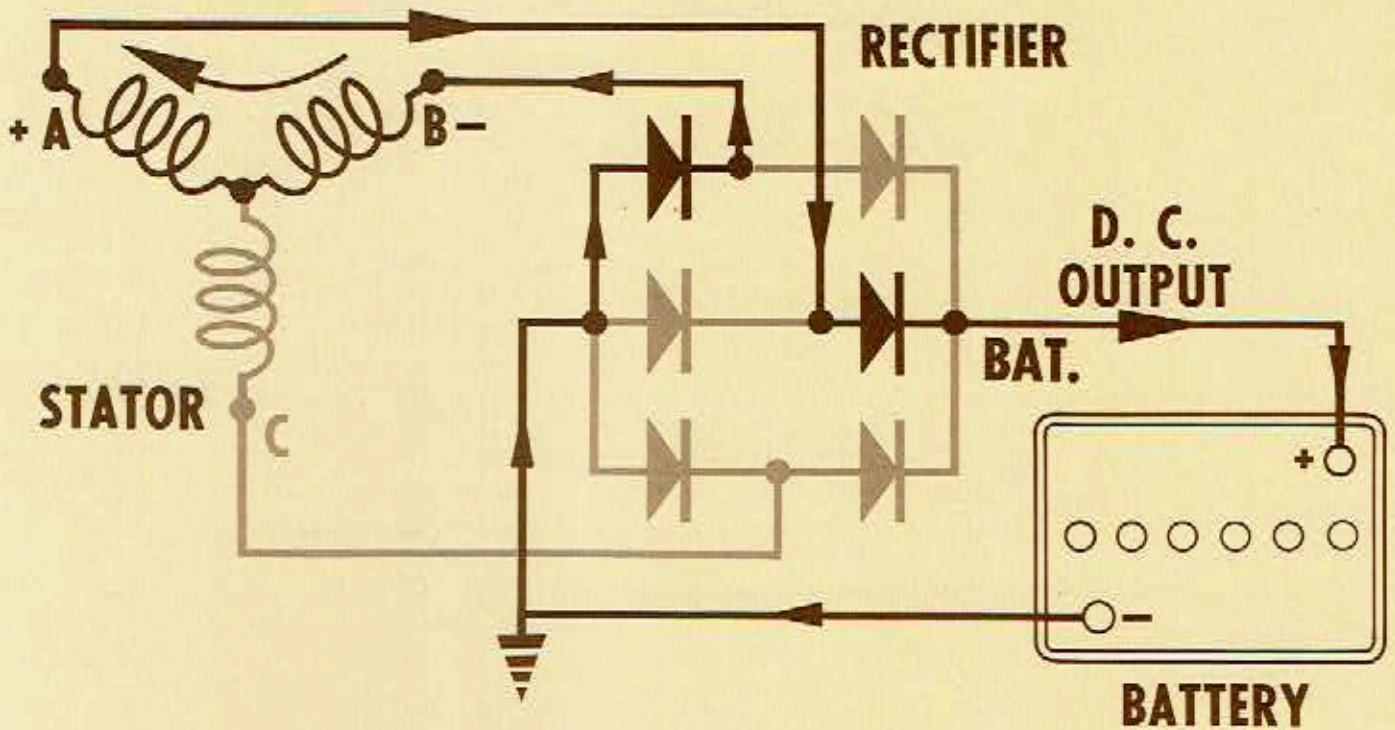 RECTIFIER
+ A
B –
D. C.
OUTPUT
BAT.
STATOR
C
+
–
BATTERY